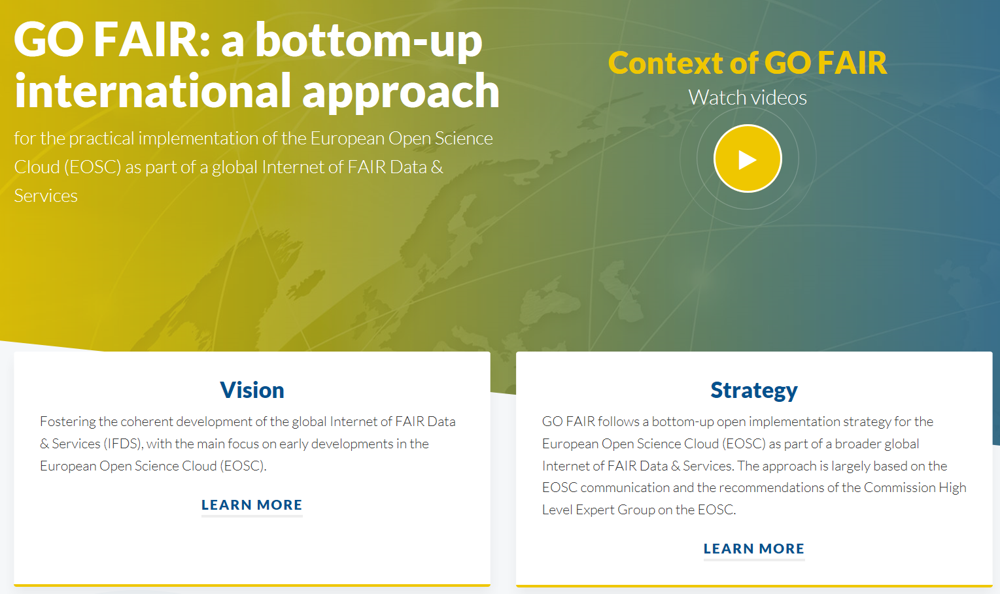 GO FAIR: a bottom-up
international approach
for the practical implementation of the European Open Science
Cloud (EOSC) as part of a global Internet of FAIR Data &
Services
Context of GO FAIR
Watch videos
Vision
Fostering the coherent development of the global Internet of FAIR Data
& Services (IFDS), with the main focus on early developments in the
European Open Science Cloud (EOSC).
LEARN MORE
Strategy
GO FAIR follows a bottom-up open implementation strategy for the
European Open Science Cloud (EOSC) as part of a broader global
Internet of FAIR Data & Services. The approach is largely based on the
EOSC communication and the recommendations of the Commission High
Level Expert Group on the EOSC.
LEARN MORE